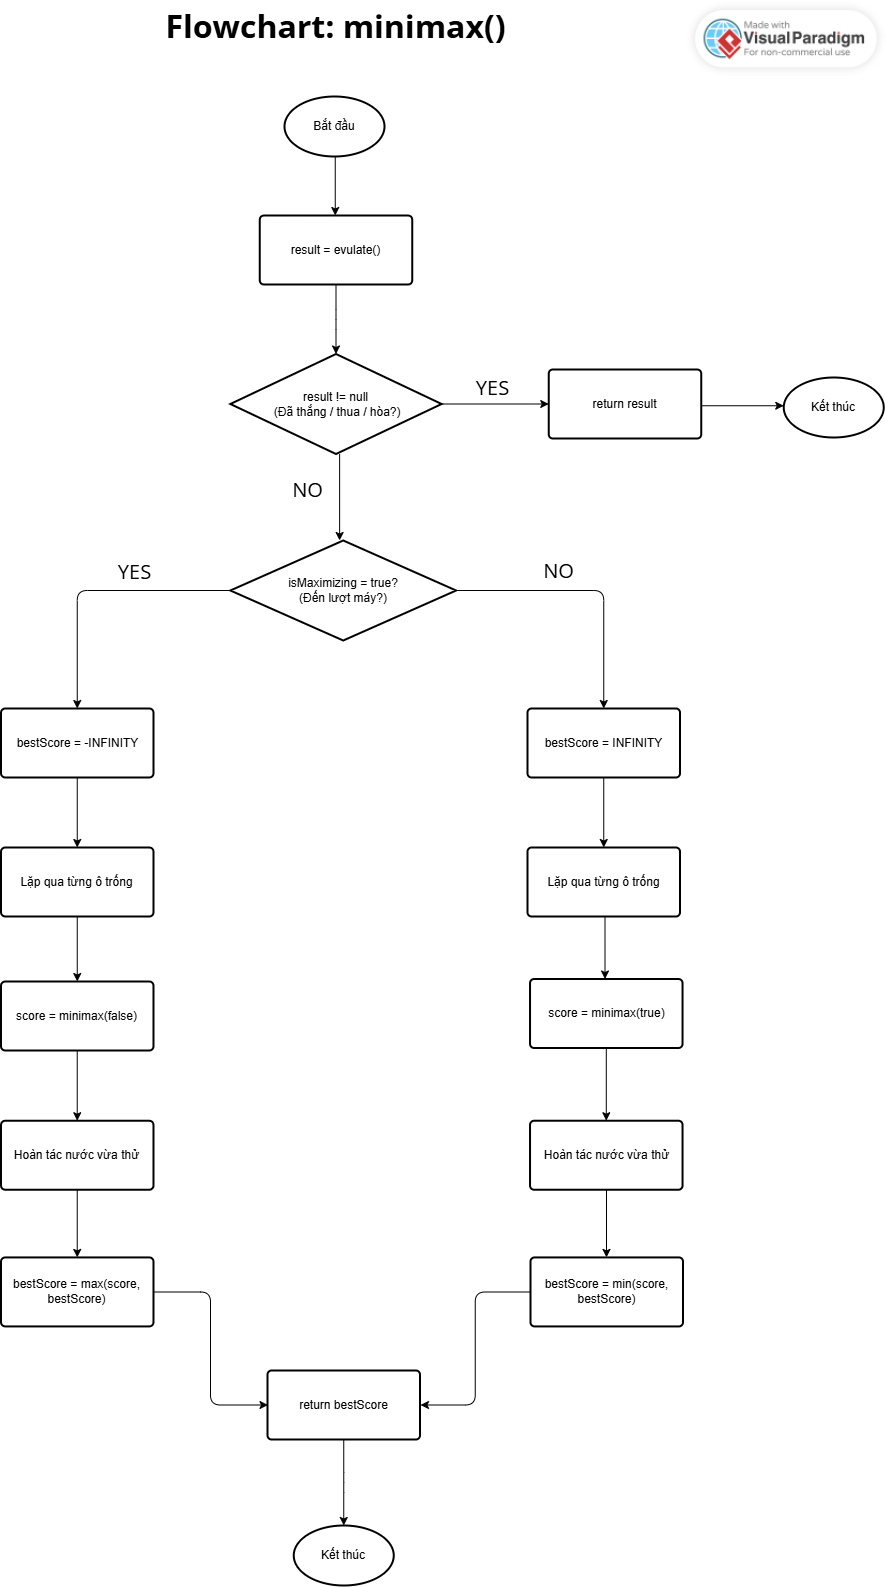 Flowchart: minimax()
Made with
Visual Paradigm
For non-commercial use
Bắt đầu
result = evulate()
result != null
(Đã thắng / thua / hòa?)
YES
return result
Kết thúc
NO
isMaximizing = true?
(Đến lượt máy?)
YES
NO
bestScore = -INFINITY
bestScore = INFINITY
Lặp qua từng ô trống
Lặp qua từng ô trống
score = minimax(false)
score = minimax(true)
Hoàn tác nước vừa thử
Hoàn tác nước vừa thử
bestScore = max(score,
bestScore)
bestScore = min(score,
bestScore)
return bestScore
Kết thúc